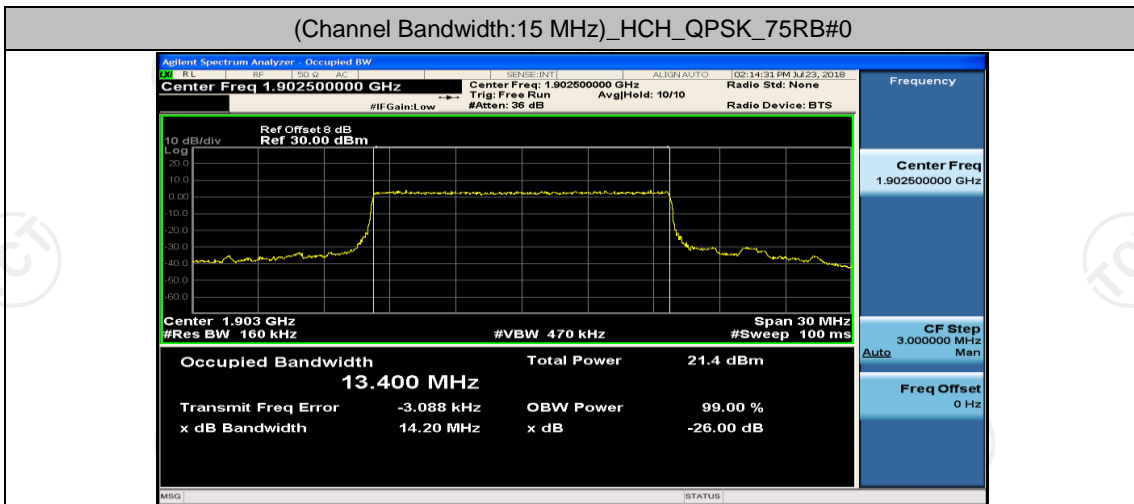 (Channel Bandwidth:15 MHz)_HCH_QPSK_75RB#0
Agilent Spectrum Analyzer - Occupied BW
LXI RL RF 50 Ω AC SENSE:INT ALIGN AUTO 02:14:31 PM Jul 23, 2018
Center Freq 1.902500000 GHz Center Freq: 1.902500000 GHz Radio Std: None
Trig: Free Run Avg|Hold: 10/10
#IFGain:Low #Atten: 36 dB Radio Device: BTS
Ref Offset 8 dB
10 dB/div Ref 30.00 dBm
Log
20.0
10.0
0.00
-10.0
-20.0
-30.0
-40.0
-50.0
-60.0
Center 1.903 GHz Span 30 MHz
#Res BW 160 kHz #VBW 470 kHz #Sweep 100 ms
Occupied Bandwidth Total Power 21.4 dBm
13.400 MHz
Transmit Freq Error -3.088 kHz OBW Power 99.00 %
x dB Bandwidth 14.20 MHz x dB -26.00 dB
MSG STATUS
Frequency
Center Freq
1.902500000 GHz
CF Step
3.000000 MHz
Auto Man
Freq Offset
0 Hz
TCT